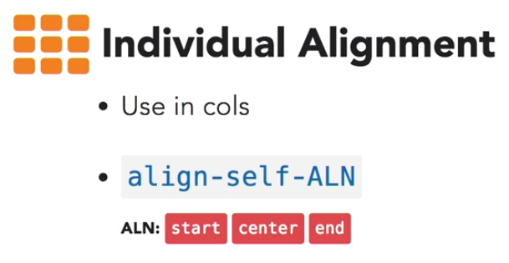 Individual Alignment
• Use in cols
• align-self-ALN
ALN: start center end